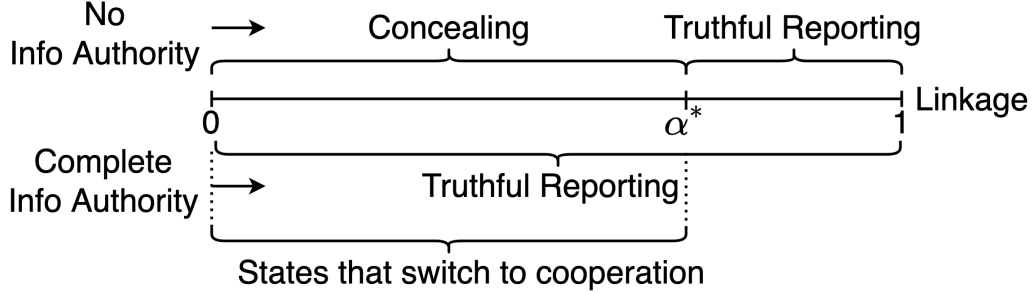 No
Info Authority
Concealing
Truthful Reporting
Linkage
0
α*
1
Complete
Info Authority
Truthful Reporting
States that switch to cooperation